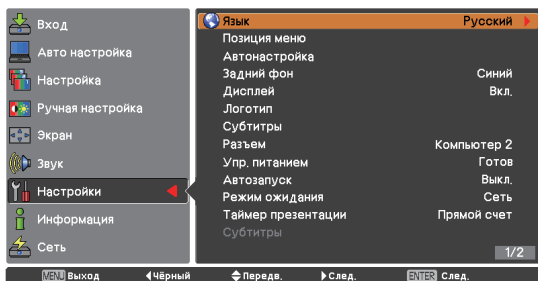 Вход
Авто настройка
Настройка
Ручная настройка
Экран
Звук
Настройки
Информация
Сеть
Язык Русский
Позиция меню
Автонастройка
Задний фон Синий
Дисплей Вкл.
Логотип
Субтитры
Разъем Компьютер 2
Упр. питанием Готов
Автозапуск Выкл.
Режим ожидания Сеть
Таймер презентации Прямой счет
Субтитры
1/2
MENU Выход Чёрный Передв. След. ENTER След.